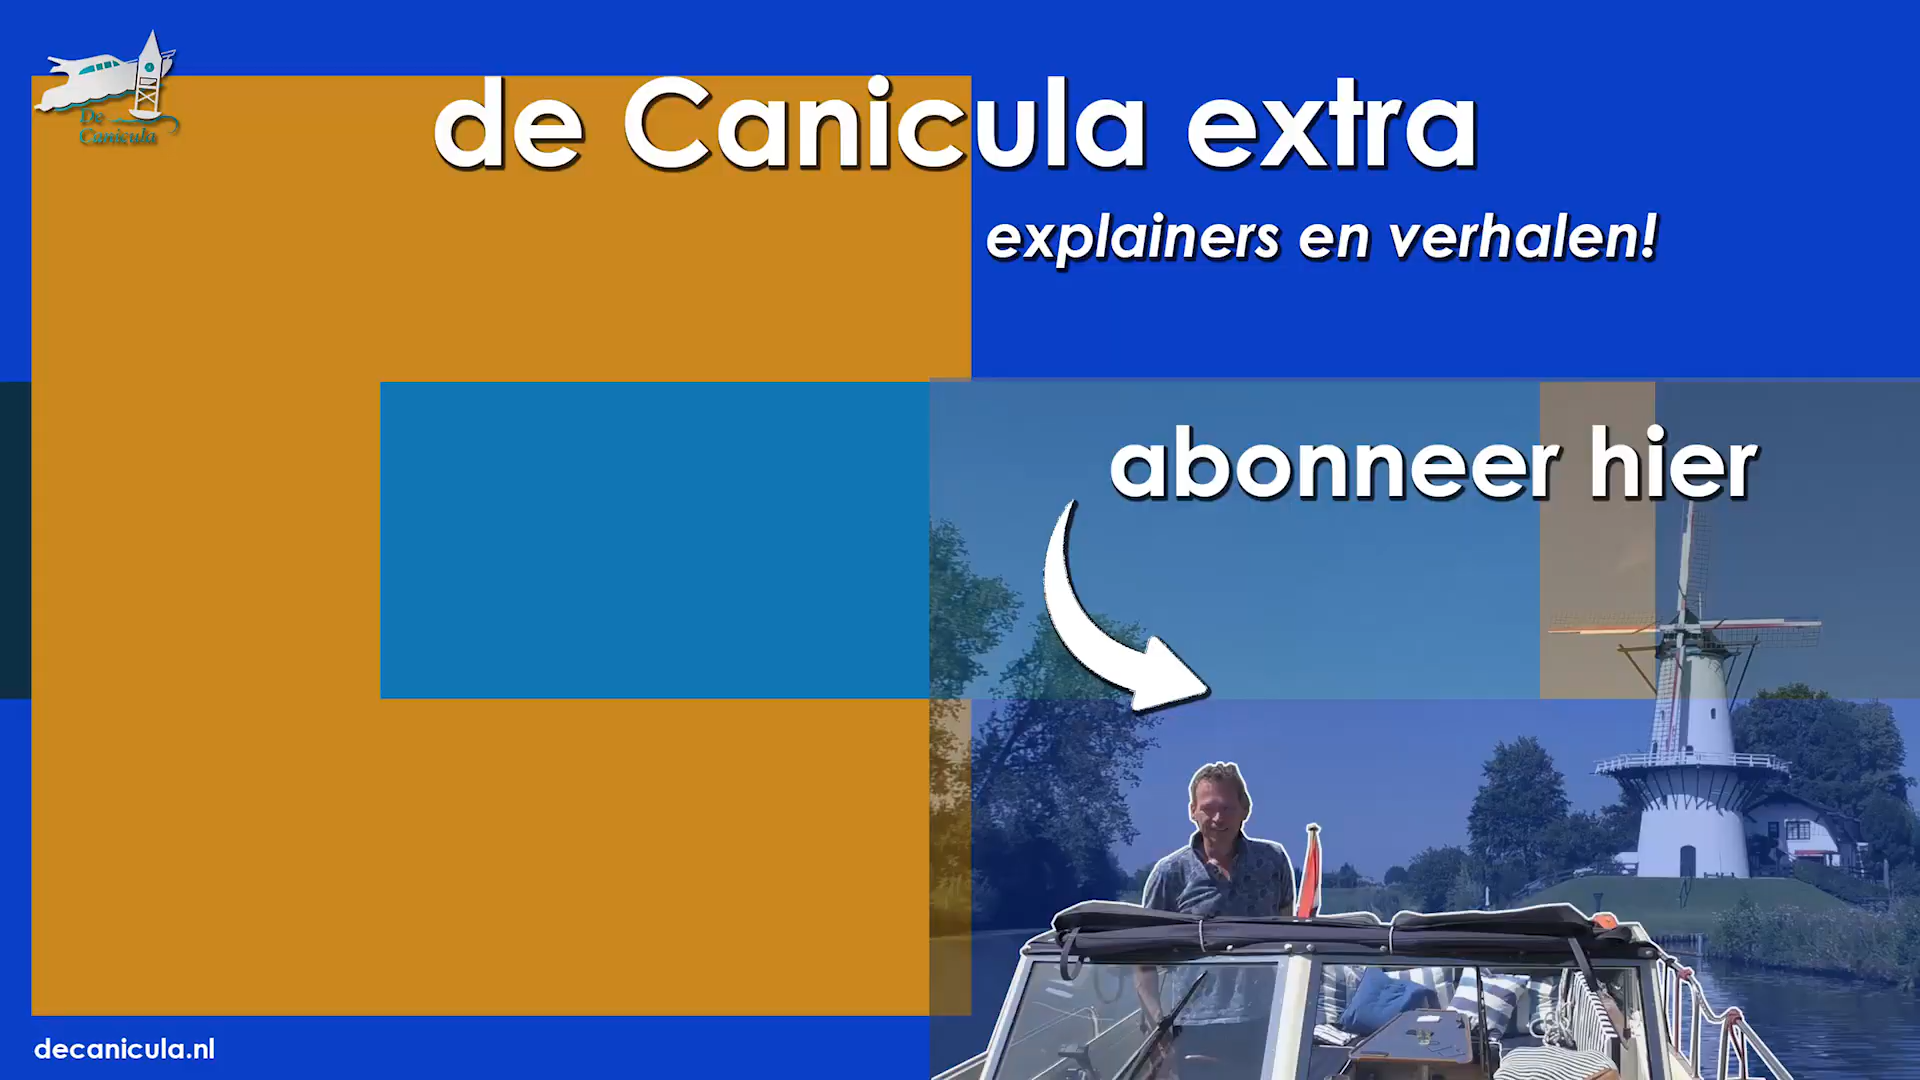 De
Canicula
de Canicula extra
explainers en verhalen!
abonneer hier
decanicula.nl